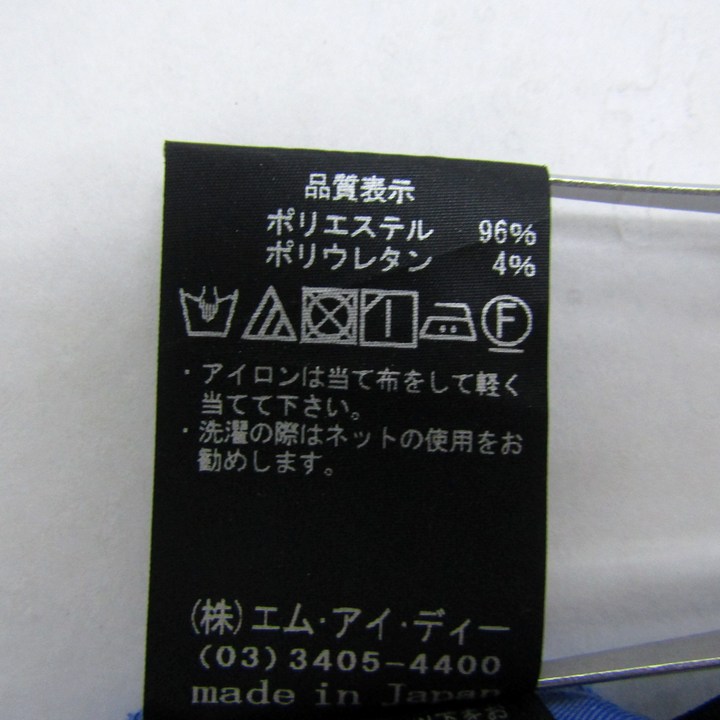 品質表示
ポリエステル 96%
ポリウレタン 4%
F
・アイロンは当て布をして軽く
当てて下さい。
・洗濯の際はネットの使用をお
勧めします。
(株)エム・アイ・ディー
(03)3405-4400
made in Japan